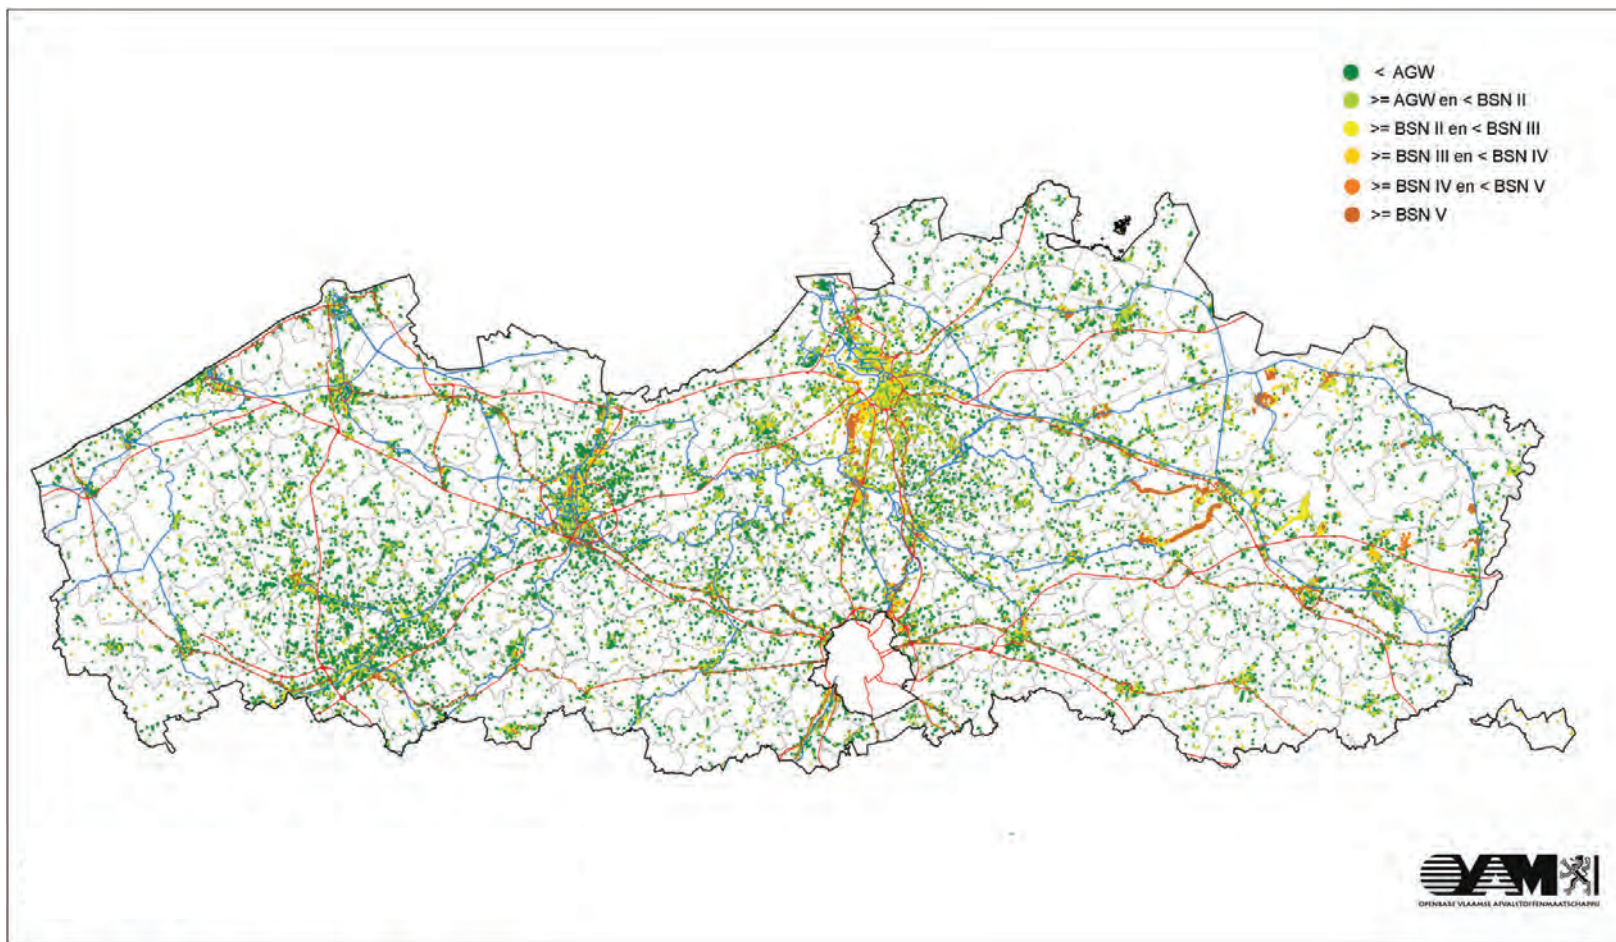 < AGW
>= AGW en < BSN II
>= BSN II en < BSN III
>= BSN III en < BSN IV
>= BSN IV en < BSN V
>= BSN V
OVAM
OPENBARE VLAAMSE AFVALSTOFFENMAATSCHAPPIJ